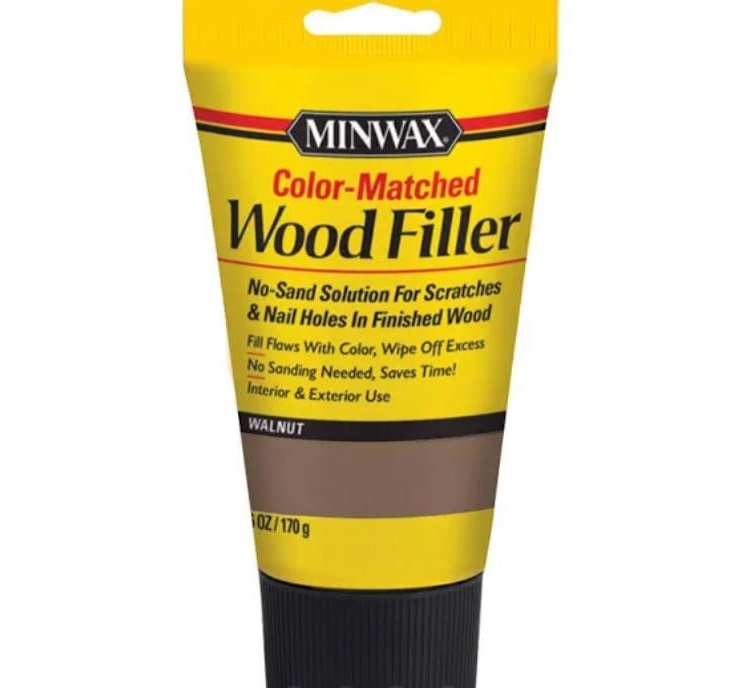 MINWAX®
Color-Matched
Wood Filler
No-Sand Solution For Scratches
& Nail Holes In Finished Wood
Fill Flaws With Color, Wipe Off Excess
No Sanding Needed, Saves Time!
Interior & Exterior Use
WALNUT
6 OZ / 170 g